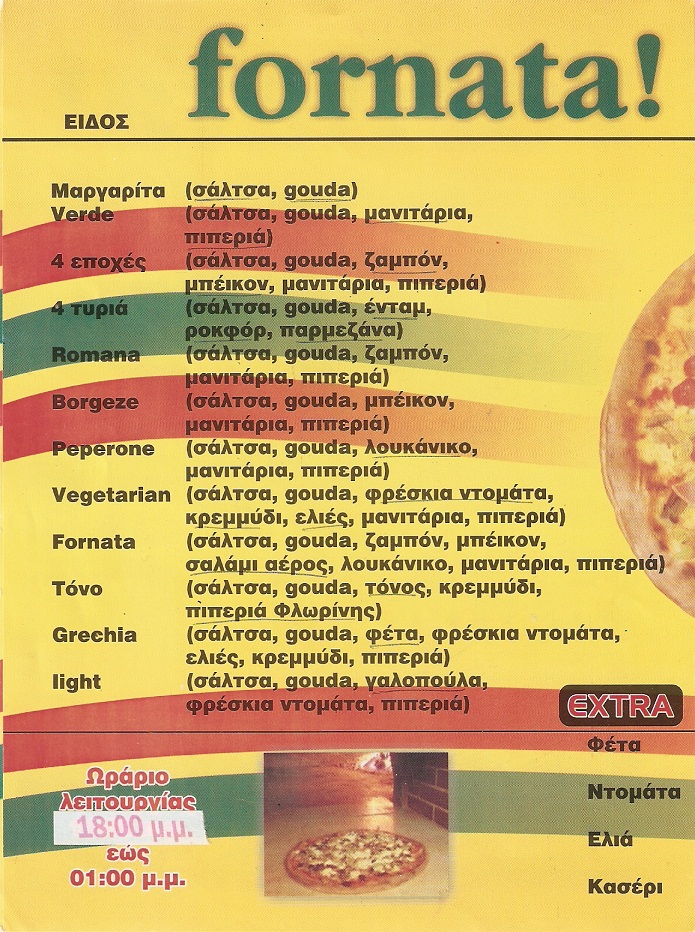 fornata!
ΕΙΔΟΣ
Μαργαρίτα (σάλτσα, gouda)
Verde (σάλτσα, gouda, μανιτάρια,
πιπεριά)
4 εποχές (σάλτσα, gouda, ζαμπόν,
μπέικον, μανιτάρια, πιπεριά)
4 τυριά (σάλτσα, gouda, ένταμ,
ροκφόρ, παρμεζάνα)
Romana (σάλτσα, gouda, ζαμπόν,
μανιτάρια, πιπεριά)
Borgeze (σάλτσα, gouda, μπέικον,
μανιτάρια, πιπεριά)
Peperone (σάλτσα, gouda, λουκάνικο,
μανιτάρια, πιπεριά)
Vegetarian (σάλτσα, gouda, φρέσκια ντομάτα,
κρεμμύδι, ελιές, μανιτάρια, πιπεριά)
Fornata (σάλτσα, gouda, ζαμπόν, μπέικον,
σαλάμι αέρος, λουκάνικο, μανιτάρια, πιπεριά)
Τόνο (σάλτσα, gouda, τόνος, κρεμμύδι,
πιπεριά Φλωρίνης)
Grechia (σάλτσα, gouda, φέτα, φρέσκια ντομάτα,
ελιές, κρεμμύδι, πιπεριά)
light (σάλτσα, gouda, γαλοπούλα,
φρέσκια ντομάτα, πιπεριά)
EXTRA
Φέτα
Ντομάτα
Ελιά
Κασέρι
Ωράριο
λειτουργίας
18:00 μ.μ.
εώς
01:00 μ.μ.